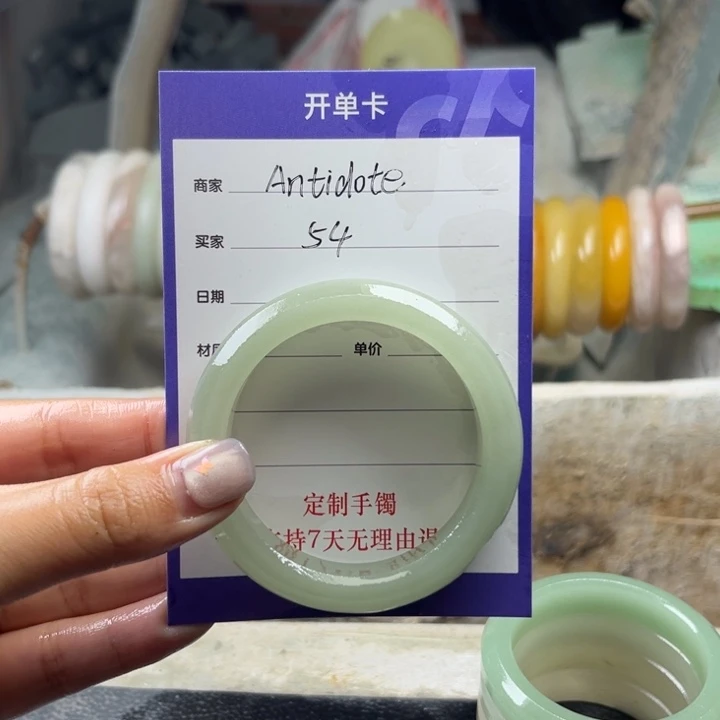 开单卡
商家 Antidote.
买家 54
日期
材 单价
定制手镯
持7天无理由